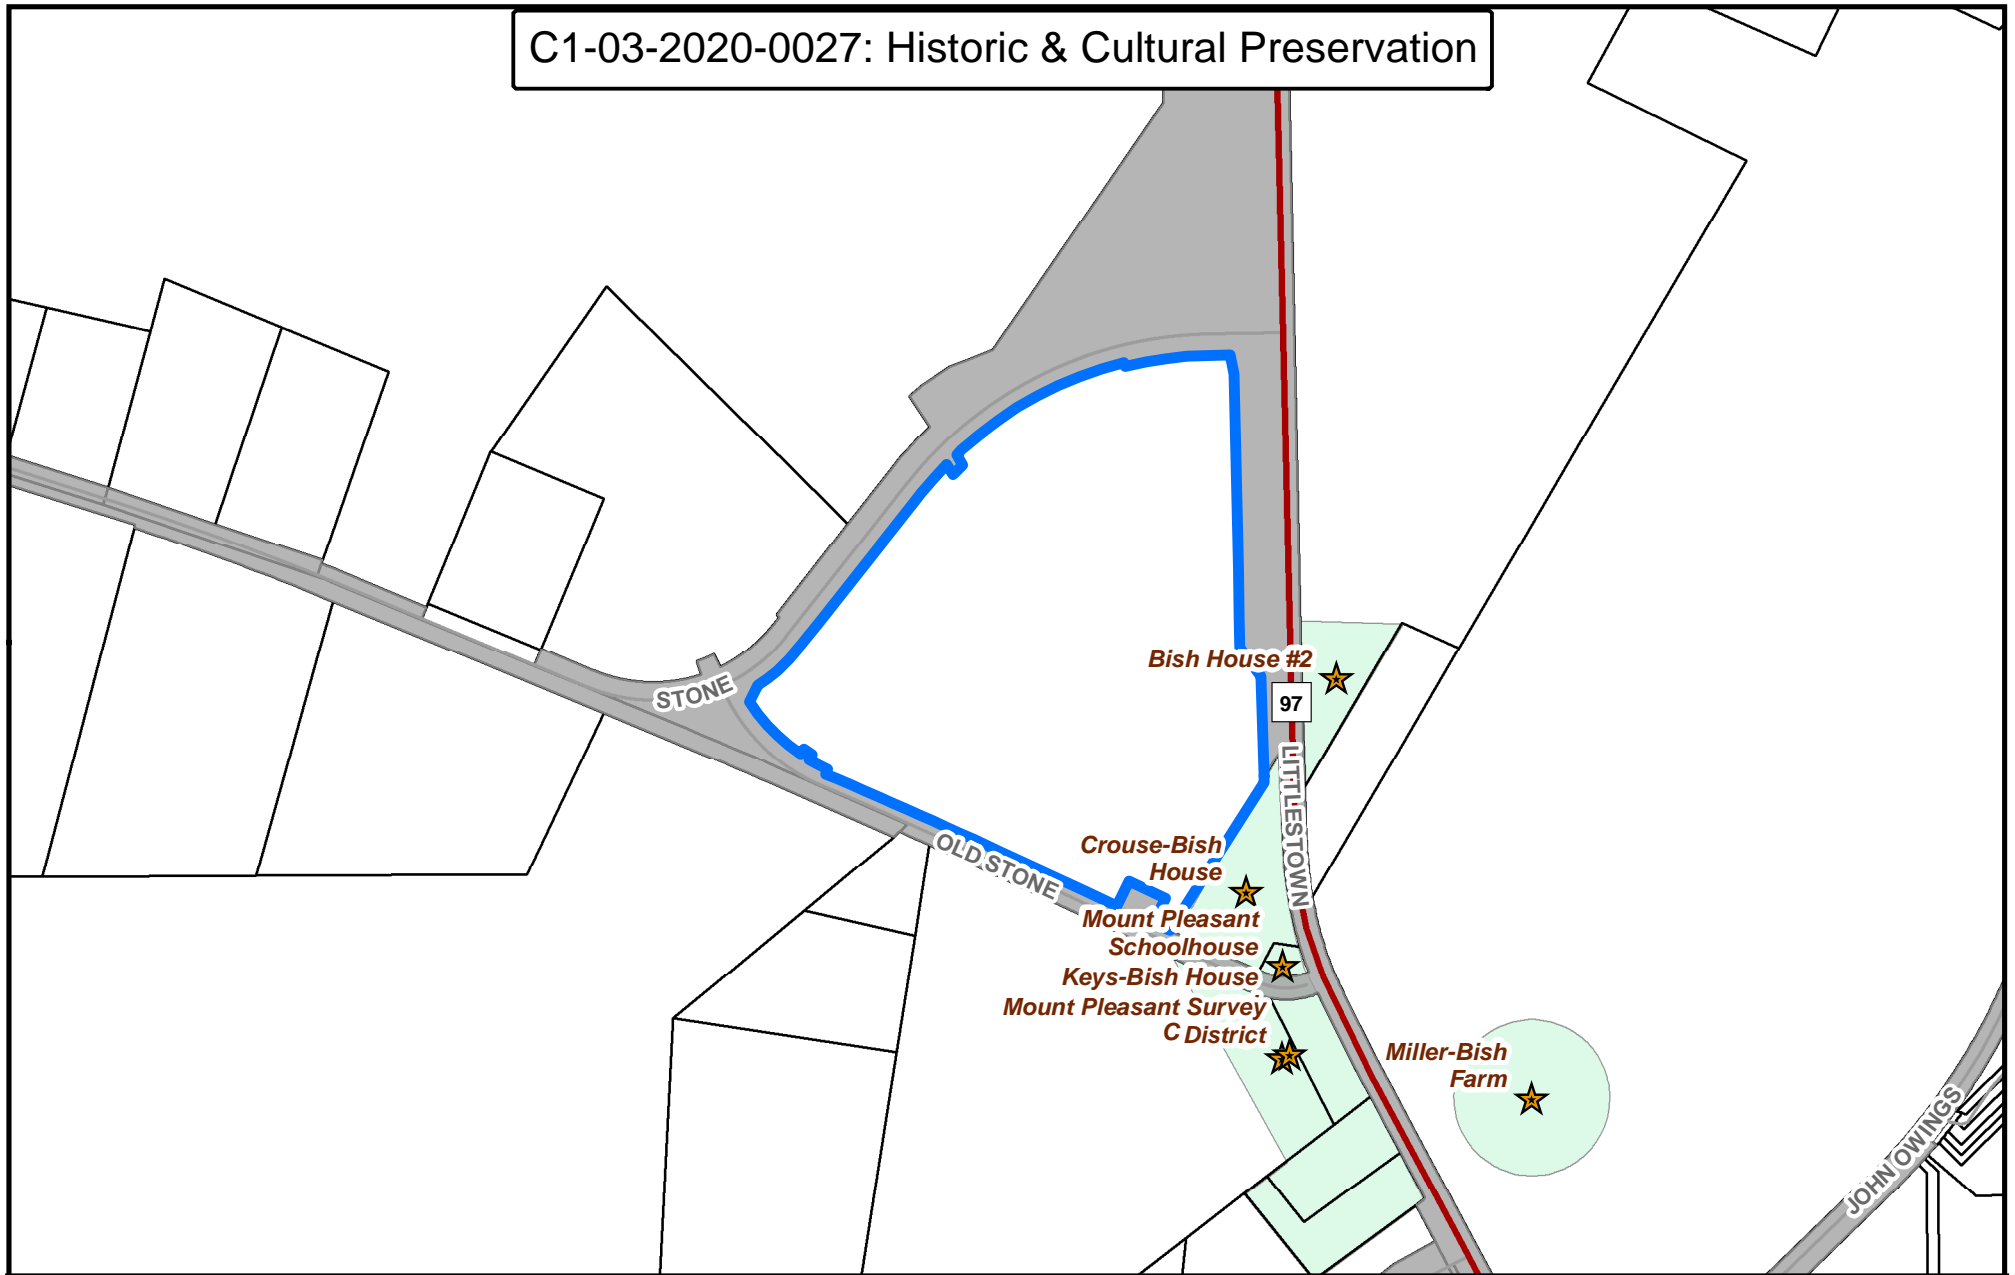 C1-03-2020-0027: Historic & Cultural Preservation
Bish House #2
STONE
97
LITTLESTOWN
Crouse-Bish
House
OLD STONE
Mount Pleasant
Schoolhouse
Keys-Bish House
Mount Pleasant Survey
C District
Miller-Bish
Farm
JOHN OWINGS